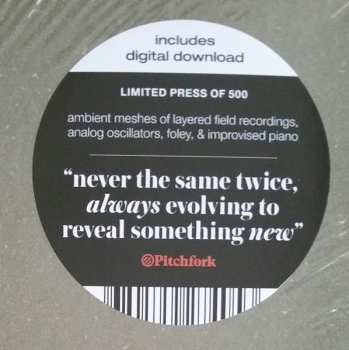 includes
digital download
LIMITED PRESS OF 500
ambient meshes of layered field recordings,
analog oscillators, foley, & improvised piano
“never the same twice,
always evolving to
reveal something new”
Pitchfork